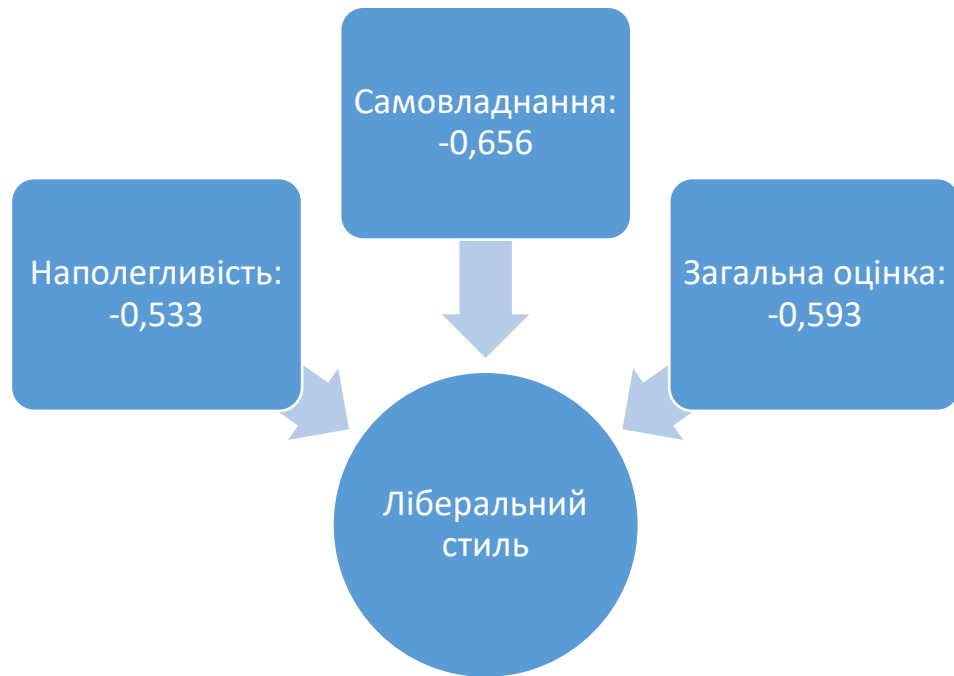 Самовладнання:
-0,656
Наполегливість:
-0,533
Загальна оцінка:
-0,593
Ліберальний
стиль